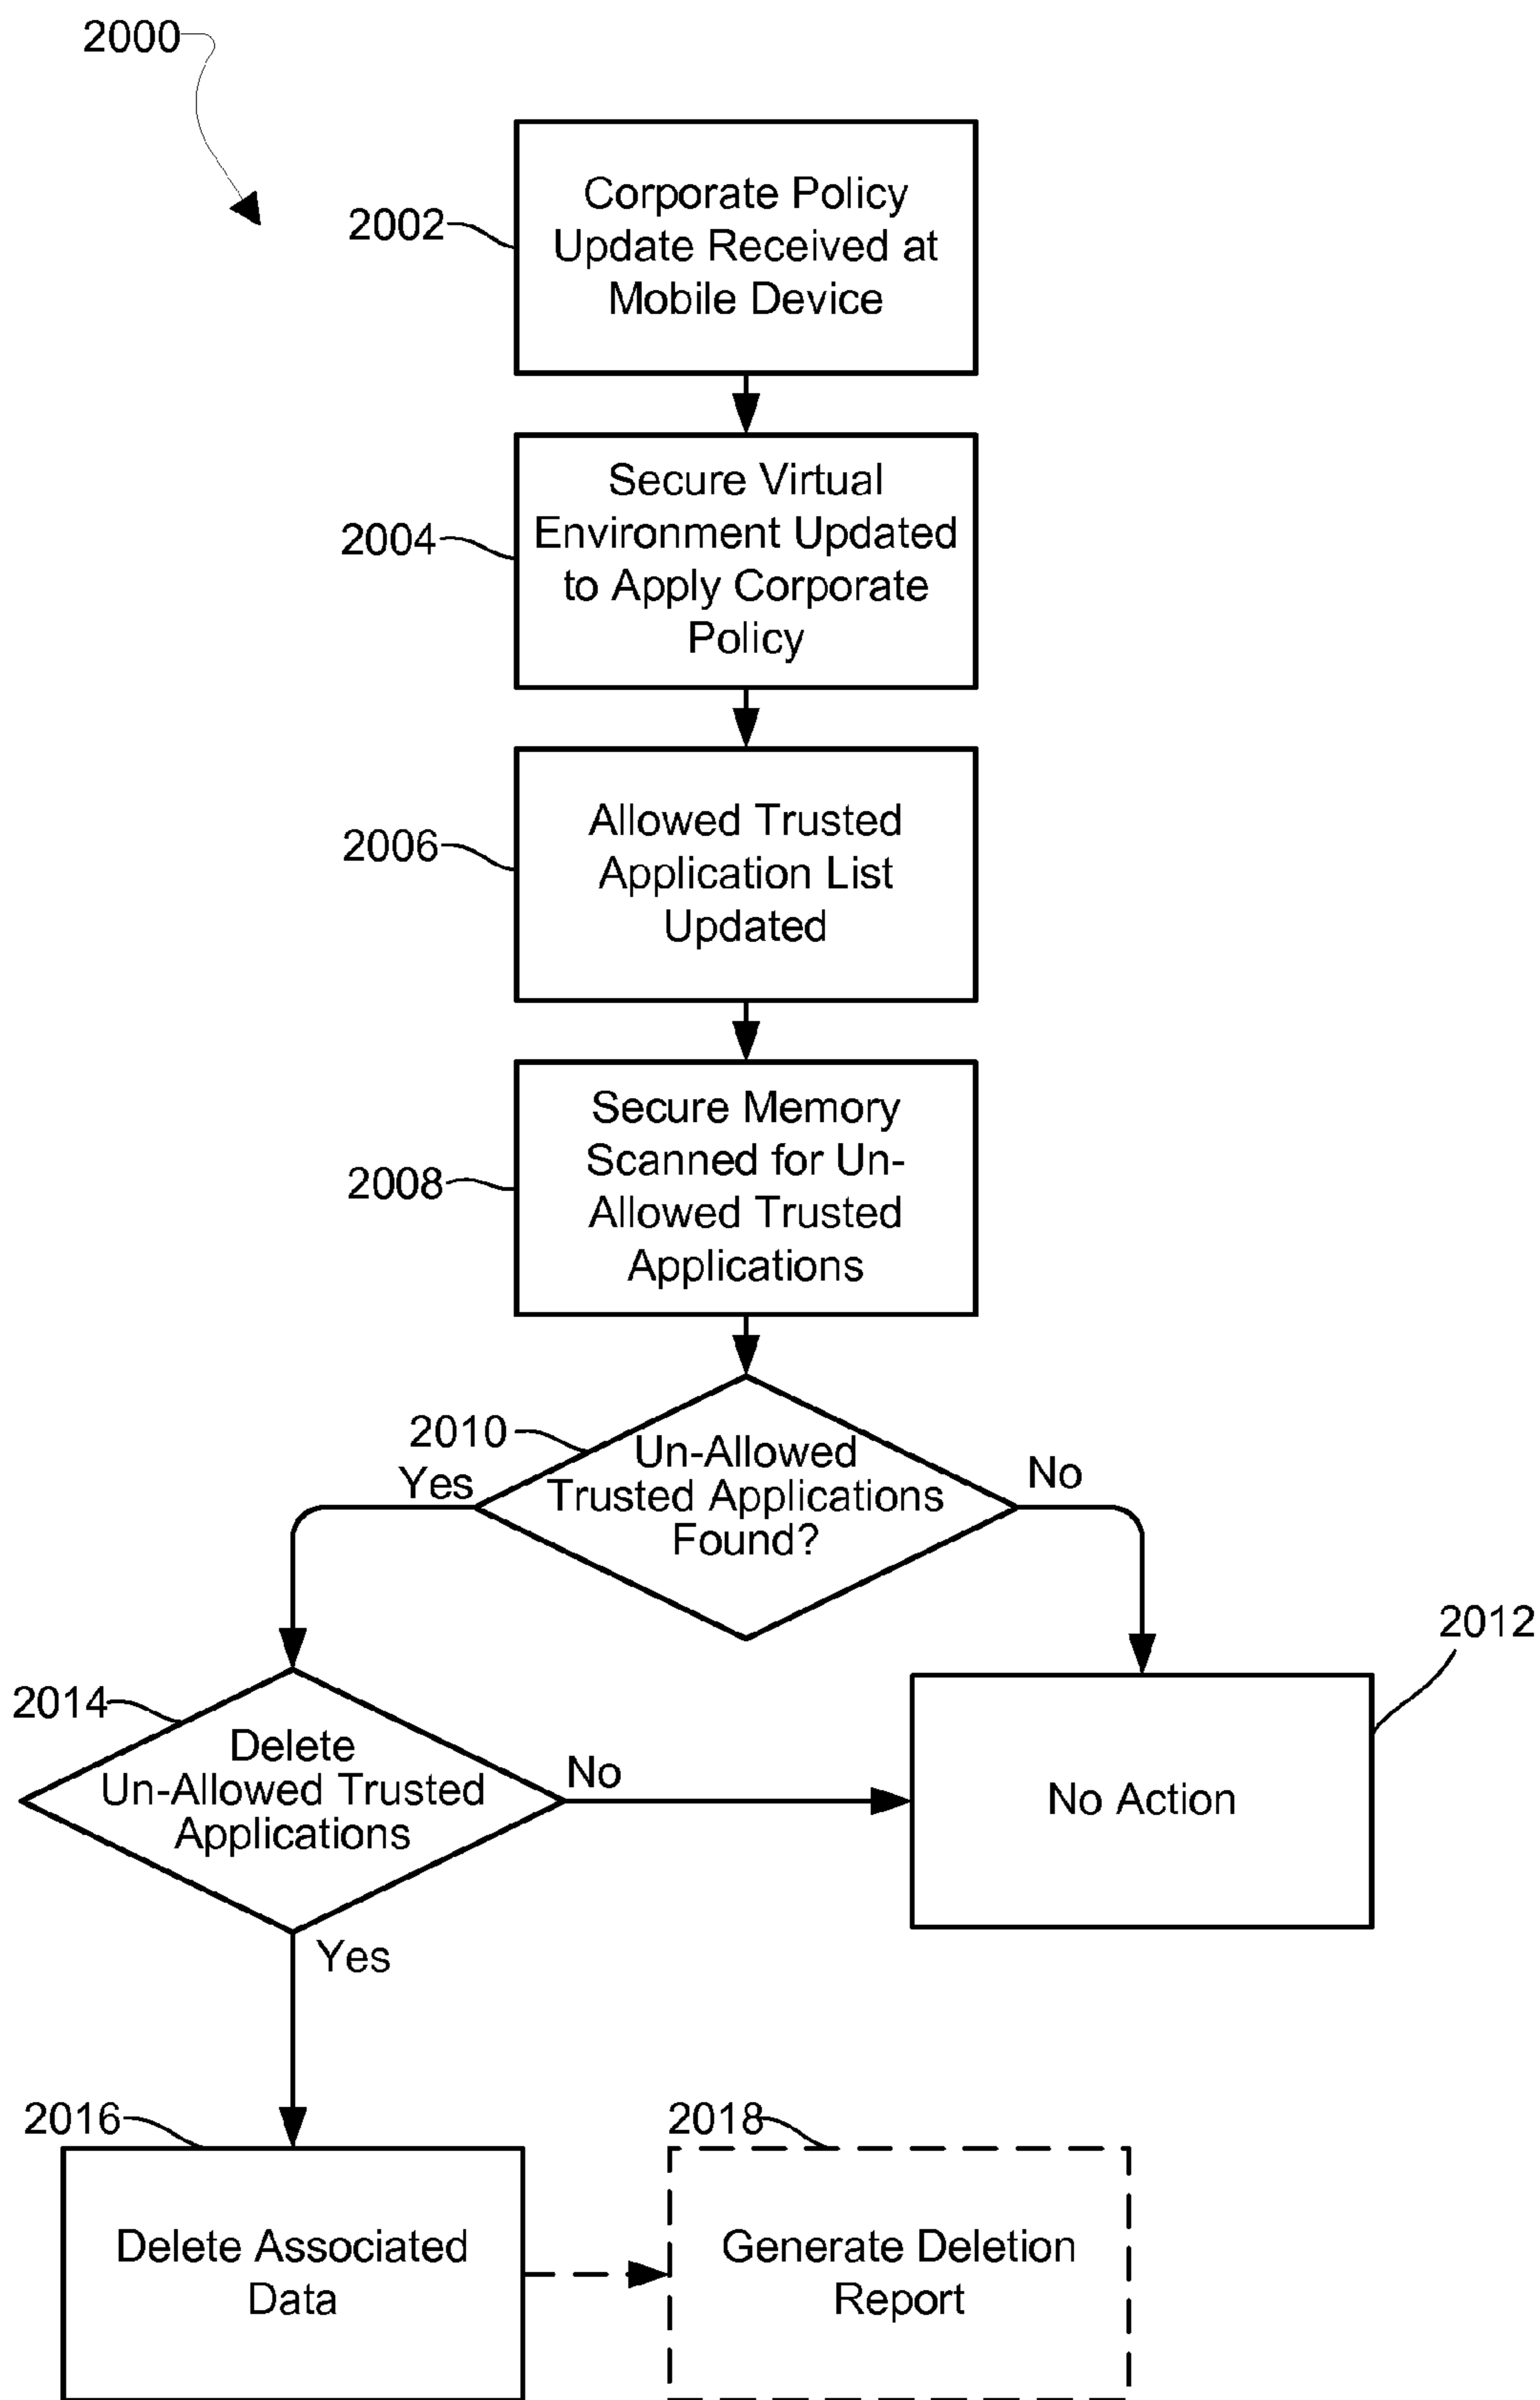 2000
2002
Corporate Policy
Update Received at
Mobile Device
2004
Secure Virtual
Environment Updated
to Apply Corporate
Policy
2006
Allowed Trusted
Application List
Updated
2008
Secure Memory
Scanned for Un-
Allowed Trusted
Applications
2010
Un-Allowed
Trusted Applications
Found?
Yes
No
2012
No Action
2014
Delete
Un-Allowed Trusted
Applications
No
Yes
2016
Delete Associated
Data
2018
Generate Deletion
Report